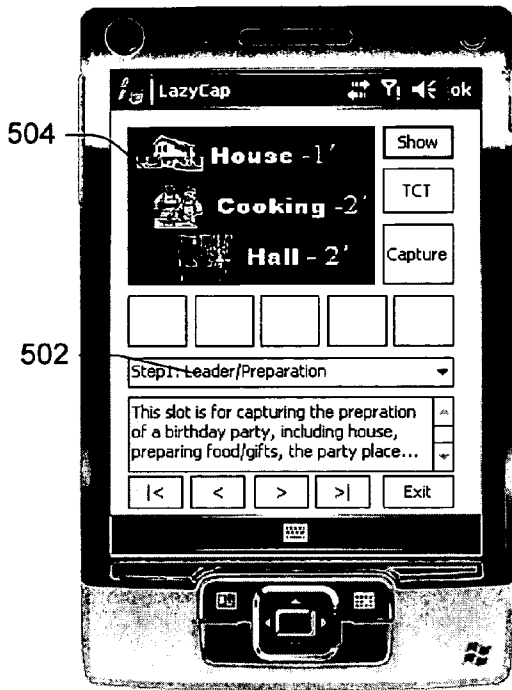 LazyCap ok
504
House -1′
Show
Cooking -2′
TCT
Hall - 2′
Capture
502
Step1: Leader/Preparation
This slot is for capturing the prepration
of a birthday party, including house,
preparing food/gifts, the party place...
|< < > >| Exit